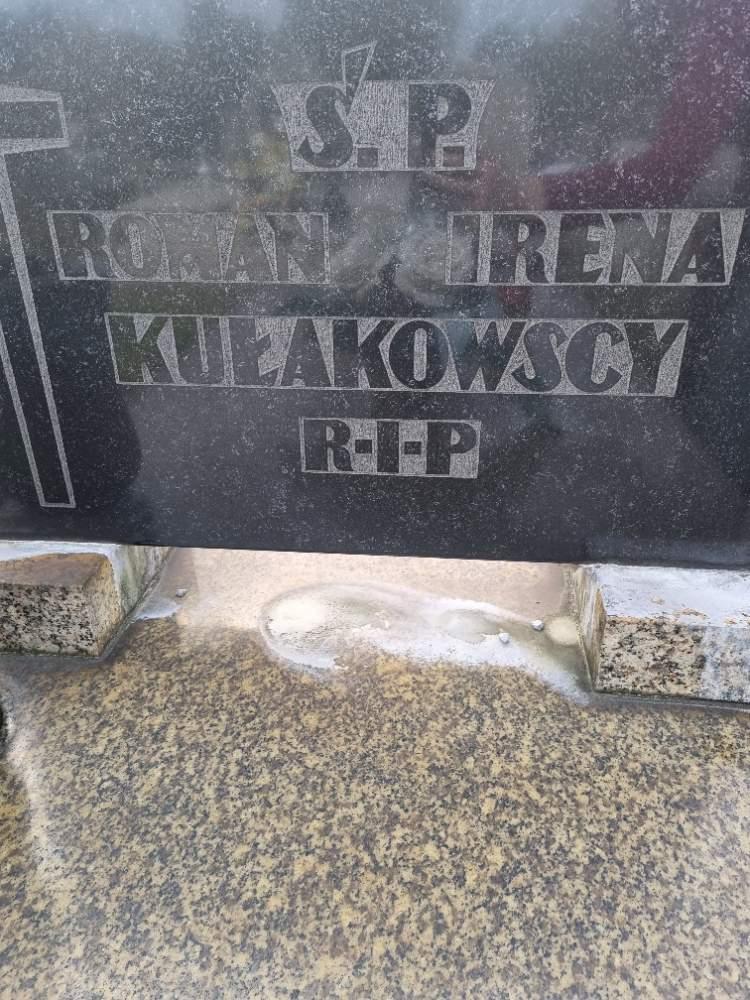 Ś. P.
ROMAN IRENA
KUŁAKOWSCY
R-I-P